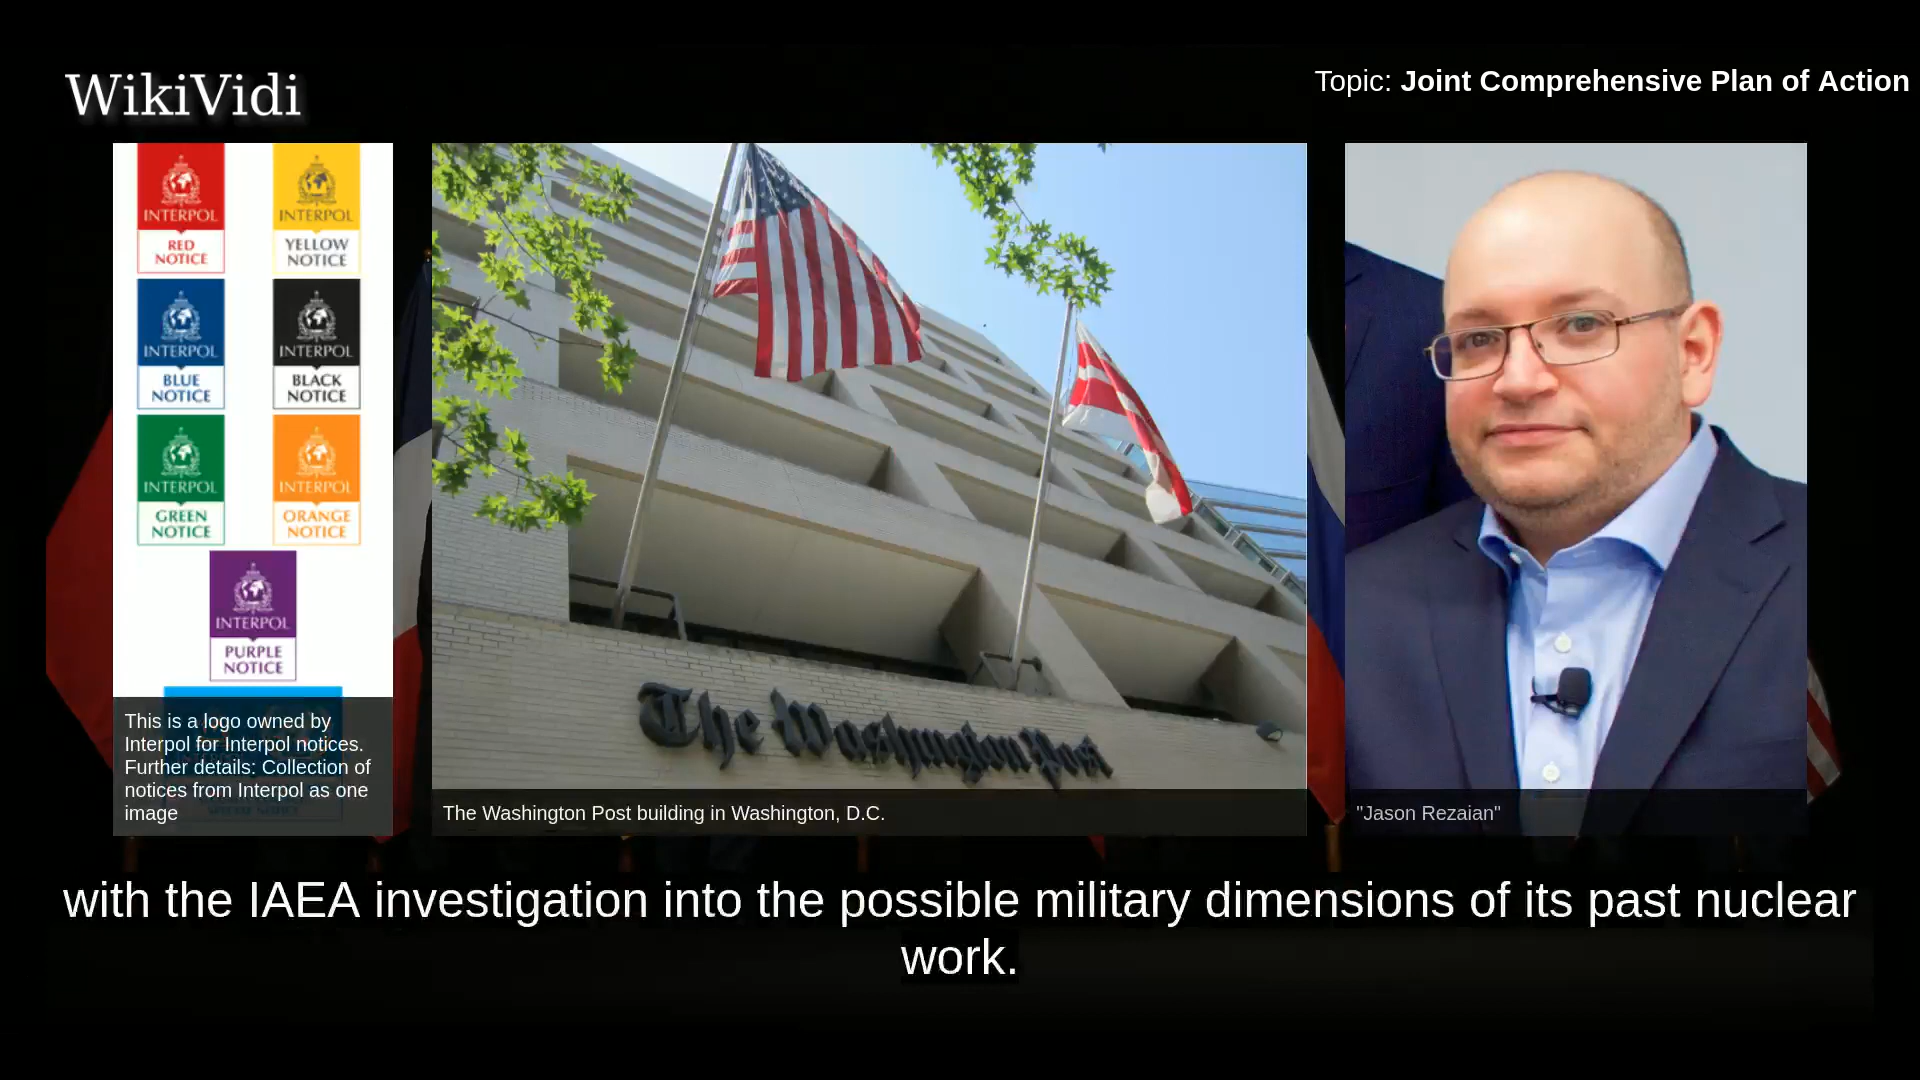 WikiVidi
Topic: Joint Comprehensive Plan of Action
INTERPOL
RED
NOTICE
INTERPOL
YELLOW
NOTICE
INTERPOL
BLUE
NOTICE
INTERPOL
BLACK
NOTICE
INTERPOL
GREEN
NOTICE
INTERPOL
ORANGE
NOTICE
INTERPOL
PURPLE
NOTICE
This is a logo owned by
Interpol for Interpol notices.
Further details: Collection of
notices from Interpol as one
image
The Washington Post
The Washington Post building in Washington, D.C.
"Jason Rezaian"
with the IAEA investigation into the possible military dimensions of its past nuclear
work.